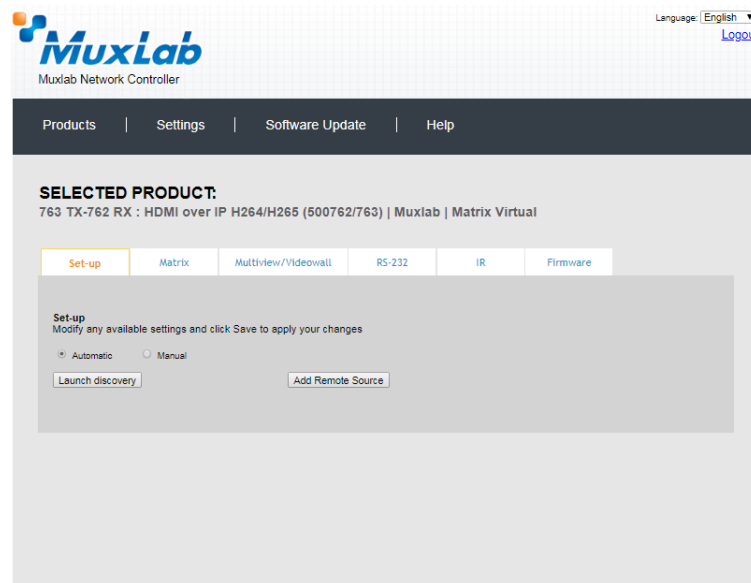 Language: English
Logou
MuxLab
Muxlab Network Controller
Products | Settings | Software Update | Help
SELECTED PRODUCT:
763 TX-762 RX : HDMI over IP H264/H265 (500762/763) | Muxlab | Matrix Virtual
Set-up Matrix Multiview/Videowall RS-232 IR Firmware
Set-up
Modify any available settings and click Save to apply your changes
Automatic Manual
Launch discovery Add Remote Source